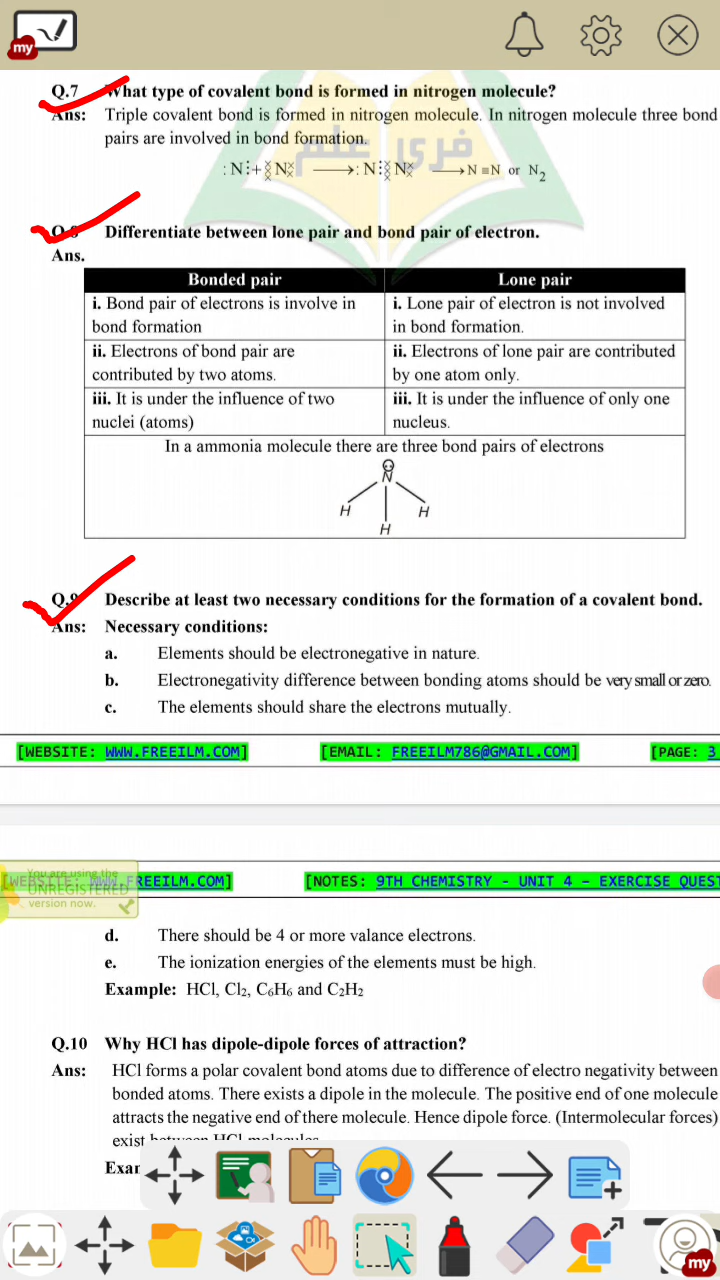 my
Q.7 What type of covalent bond is formed in nitrogen molecule?
Ans: Triple covalent bond is formed in nitrogen molecule. In nitrogen molecule three bond
pairs are involved in bond formation.
فری علم
N≡N or N₂
Differentiate between lone pair and bond pair of electron.
Ans.
Bonded pair Lone pair
i. Bond pair of electrons is involve in bond formation
i. Lone pair of electron is not involved in bond formation.
ii. Electrons of bond pair are contributed by two atoms.
ii. Electrons of lone pair are contributed by one atom only.
iii. It is under the influence of two nuclei (atoms)
iii. It is under the influence of only one nucleus.
In a ammonia molecule there are three bond pairs of electrons
N
H H
H
Q.9 Describe at least two necessary conditions for the formation of a covalent bond.
Ans: Necessary conditions:
a. Elements should be electronegative in nature.
b. Electronegativity difference between bonding atoms should be very small or zero.
c. The elements should share the electrons mutually.
[WEBSITE: WWW.FREEILM.COM] [EMAIL: FREEILM786@GMAIL.COM] [PAGE: 3
You are using the
UNREGISTERED
version now.
[WEBSITE: WWW.FREEILM.COM] [NOTES: 9TH CHEMISTRY - UNIT 4 - EXERCISE QUEST
d. There should be 4 or more valance electrons.
e. The ionization energies of the elements must be high.
Example: HCl, Cl₂, C₆H₆ and C₂H₂
Q.10 Why HCl has dipole-dipole forces of attraction?
Ans: HCl forms a polar covalent bond atoms due to difference of electro negativity between
bonded atoms. There exists a dipole in the molecule. The positive end of one molecule
attracts the negative end of there molecule. Hence dipole force. (Intermolecular forces)
exist between HCl molecules
Exam
my